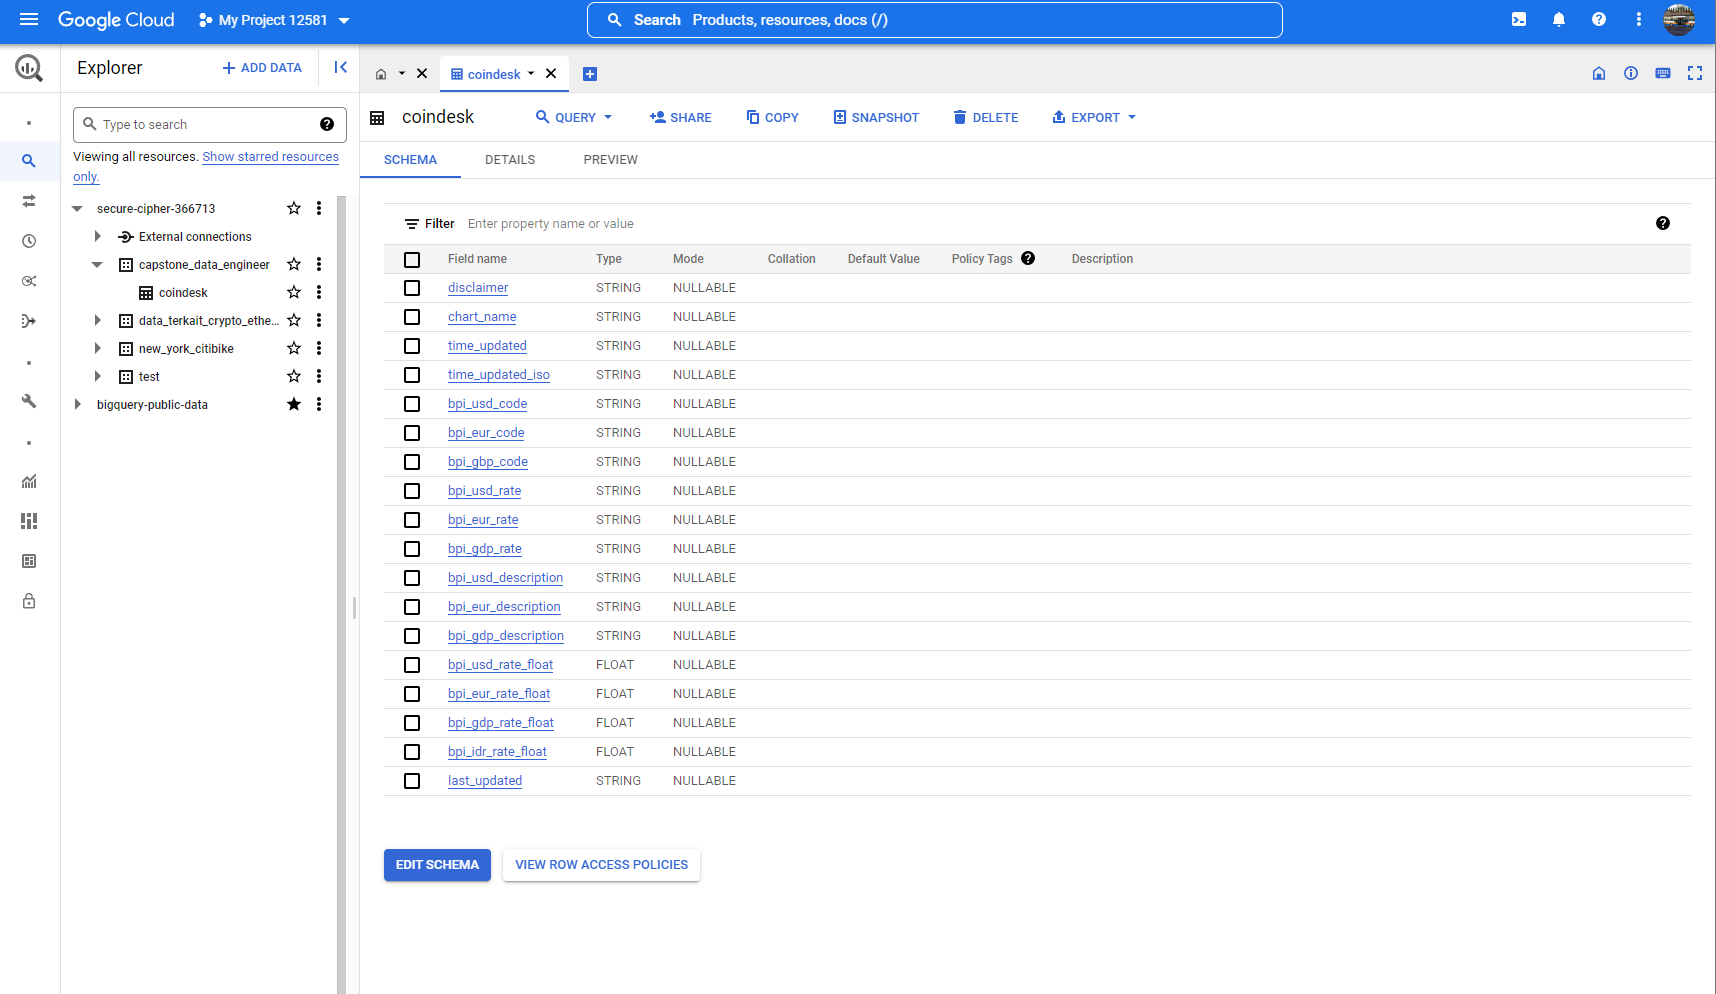 Google Cloud My Project 12581 Search Products, resources, docs (/)
Explorer
ADD DATA
Type to search
Viewing all resources. Show starred resources
only.
secure-cipher-366713
External connections
capstone_data_engineer
coindesk
data_terkait_crypto_ethe...
new_york_citibike
test
bigquery-public-data
coindesk
coindesk QUERY SHARE COPY SNAPSHOT DELETE EXPORT
SCHEMA DETAILS PREVIEW
Filter Enter property name or value
Field name Type Mode Collation Default Value Policy Tags Description
disclaimer STRING NULLABLE
chart_name STRING NULLABLE
time_updated STRING NULLABLE
time_updated_iso STRING NULLABLE
bpi_usd_code STRING NULLABLE
bpi_eur_code STRING NULLABLE
bpi_gbp_code STRING NULLABLE
bpi_usd_rate STRING NULLABLE
bpi_eur_rate STRING NULLABLE
bpi_gdp_rate STRING NULLABLE
bpi_usd_description STRING NULLABLE
bpi_eur_description STRING NULLABLE
bpi_gdp_description STRING NULLABLE
bpi_usd_rate_float FLOAT NULLABLE
bpi_eur_rate_float FLOAT NULLABLE
bpi_gdp_rate_float FLOAT NULLABLE
bpi_idr_rate_float FLOAT NULLABLE
last_updated STRING NULLABLE
EDIT SCHEMA VIEW ROW ACCESS POLICIES